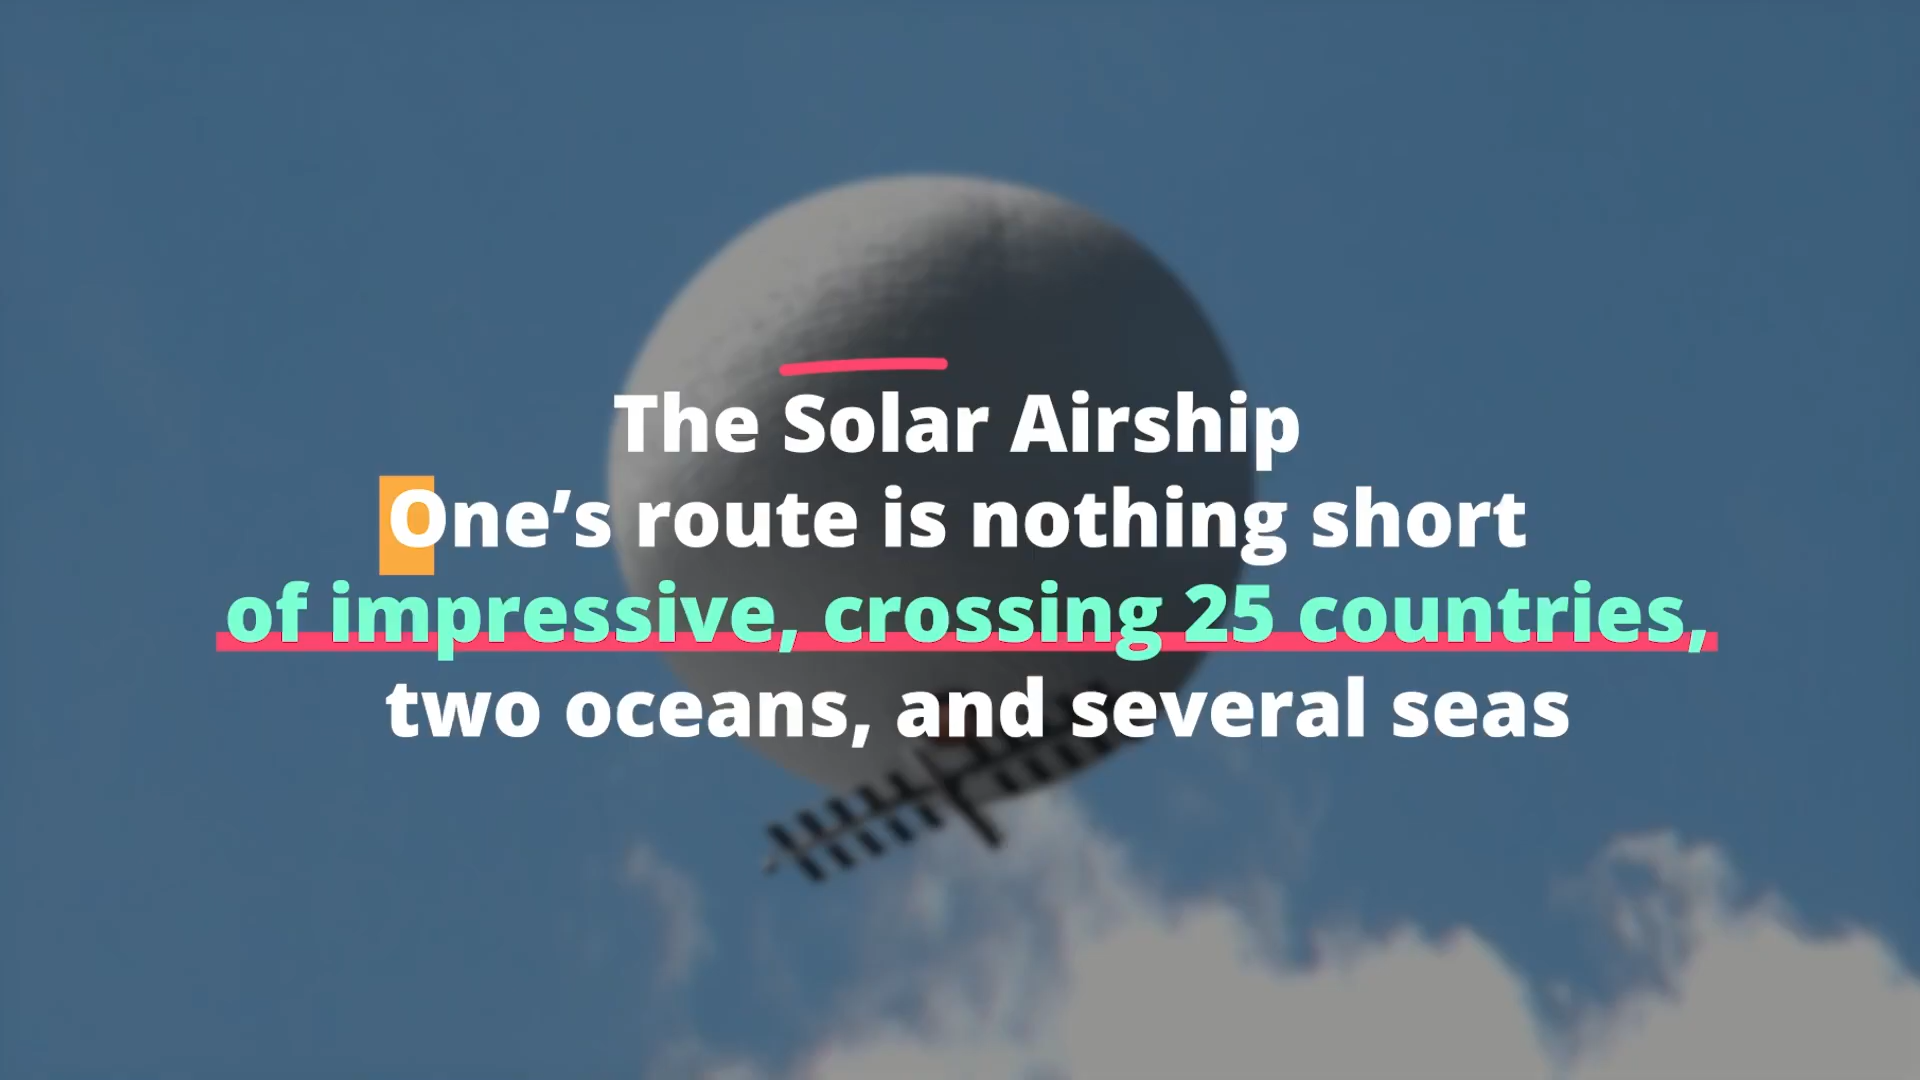 The Solar Airship
One’s route is nothing short
of impressive, crossing 25 countries,
two oceans, and several seas